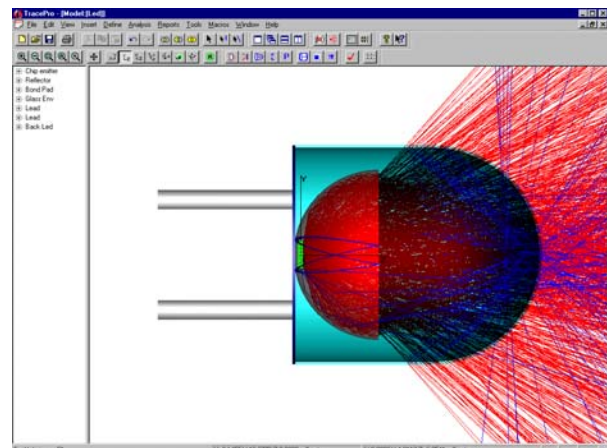 TracePro - [Model:[Led]]
File Edit View Insert Define Analysis Reports Tools Macros Window Help
Chip emitter
Reflector
Bond Pad
Glass Env
Lead
Lead
Back Led
Y